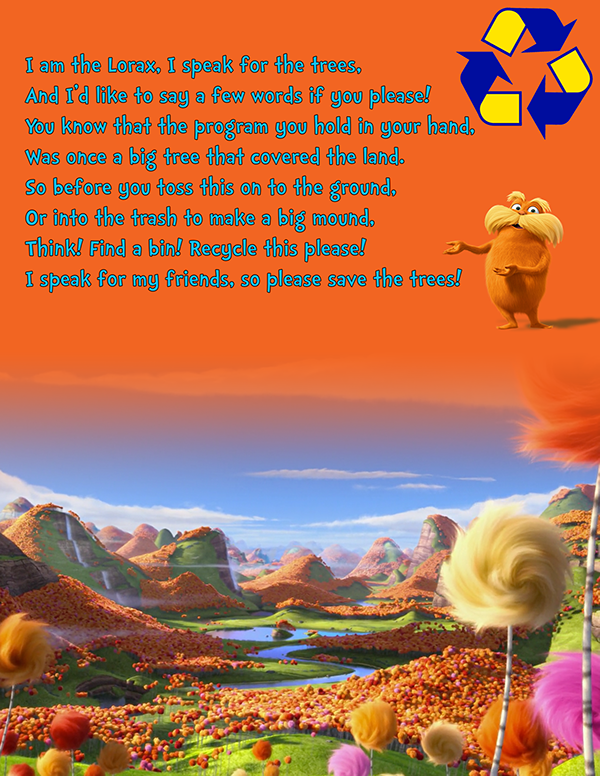 I am the Lorax, I speak for the trees,
And I'd like to say a few words if you please!
You know that the program you hold in your hand,
Was once a big tree that covered the land.
So before you toss this on to the ground,
Or into the trash to make a big mound,
Think! Find a bin! Recycle this please!
I speak for my friends, so please save the trees!